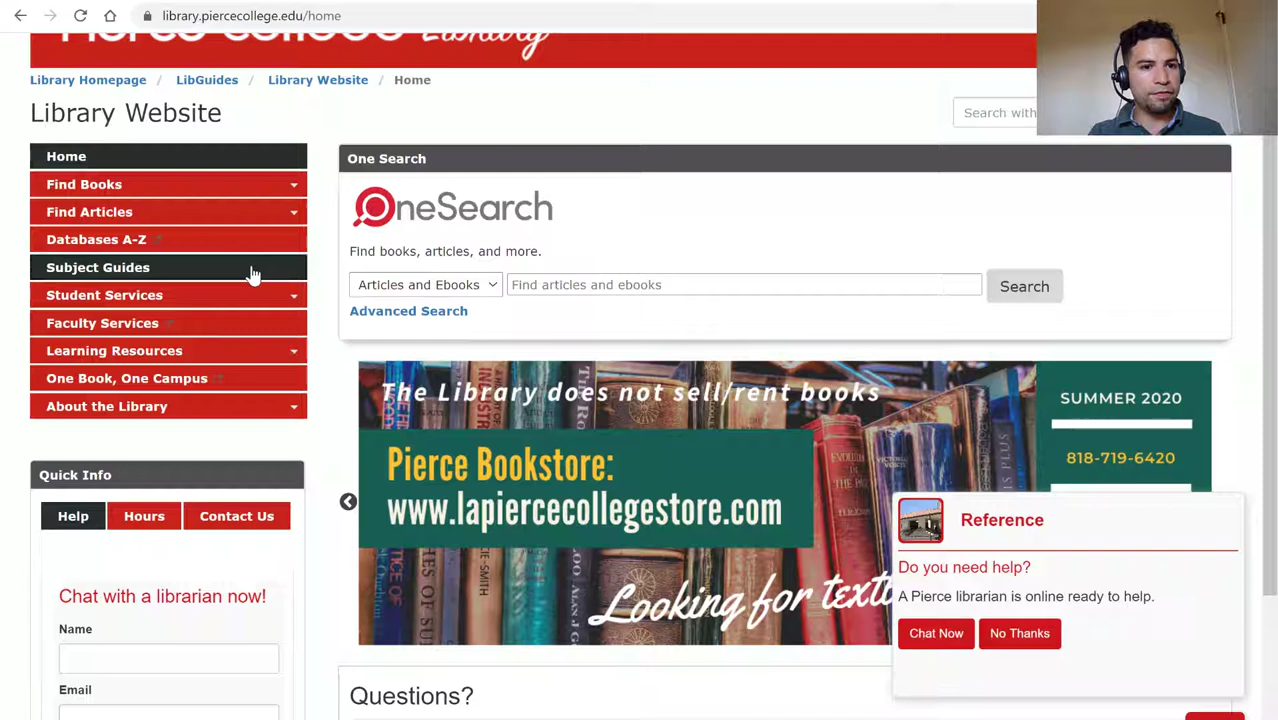 library.piercecollege.edu/home
Pierce College Library
Library Homepage / LibGuides / Library Website / Home
Library Website
Search with
Home
Find Books
Find Articles
Databases A-Z
Subject Guides
Student Services
Faculty Services
Learning Resources
One Book, One Campus
About the Library
One Search
OneSearch
Find books, articles, and more.
Articles and Ebooks
Find articles and ebooks
Search
Advanced Search
The Library does not sell/rent books
Pierce Bookstore:
www.lapiercecollegestore.com
Looking for textb
SUMMER 2020
818-719-6420
Quick Info
Help
Hours
Contact Us
Chat with a librarian now!
Name
Email
Reference
Do you need help?
A Pierce librarian is online ready to help.
Chat Now
No Thanks
Questions?